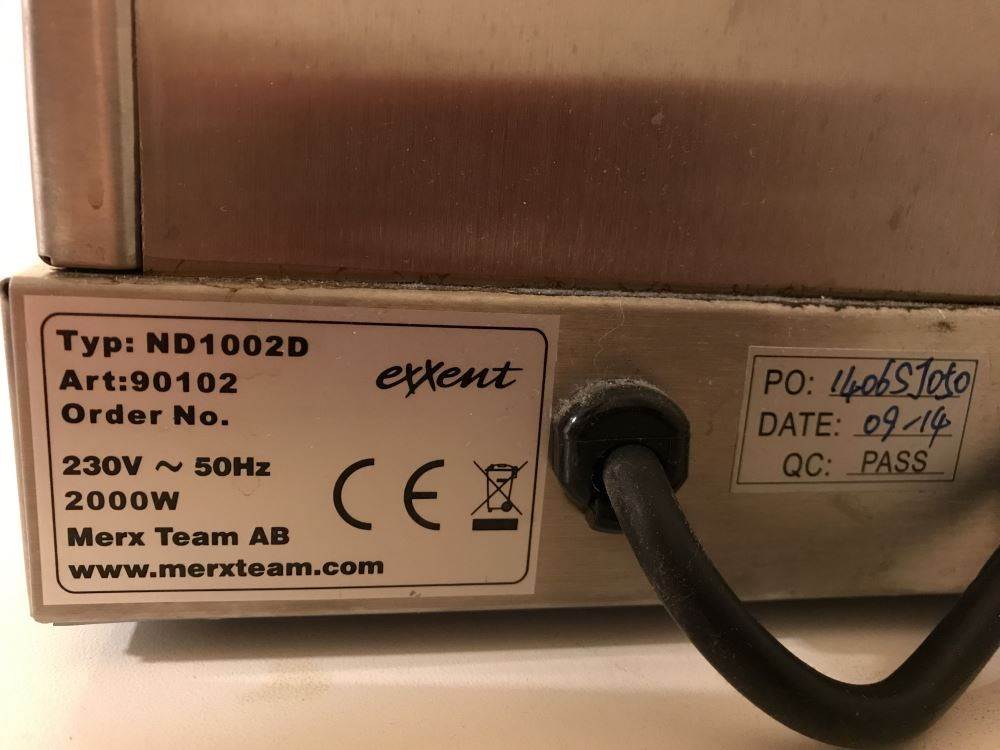 Typ: ND1002D
Art:90102
exxent
Order No.
230V ~ 50Hz
2000W
CE
Merx Team AB
www.merxteam.com
PO: 1406SJ050
DATE: 09-14
QC: PASS